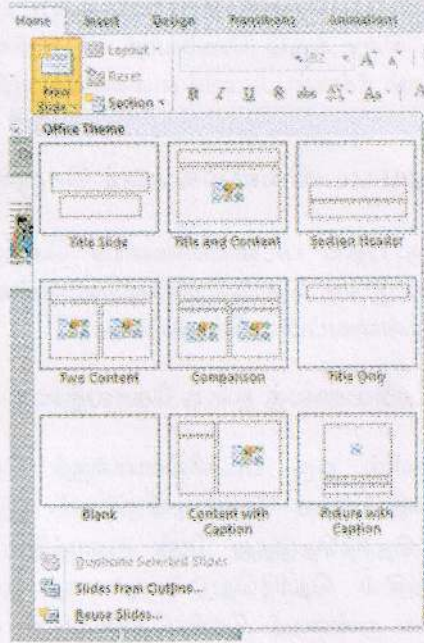 Home Insert Design Transitions Animations
Layout
Reset
New
Slide
Section
B I U S abc Aa
Office Theme
Title Slide Title and Content Section Header
Two Content Comparison Title Only
Blank Content with Caption Picture with Caption
Duplicate Selected Slides
Slides from Outline...
Reuse Slides...